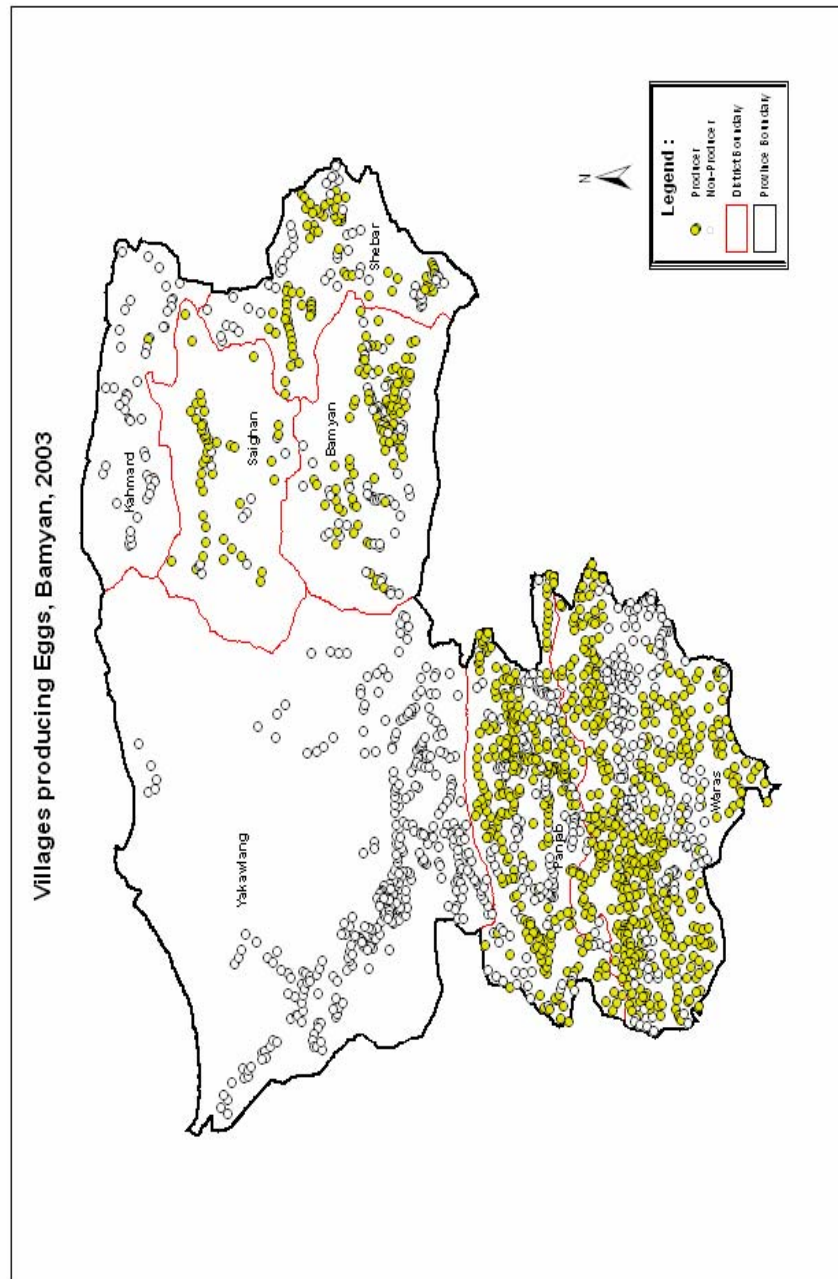 Villages producing Eggs, Bamyan, 2003
Kahmard
Saighan
Shebar
Bamyan
Yakawlang
Panjab
Waras
N
Legend :
Producer
Non-Producer
District Boundary
Province Boundary